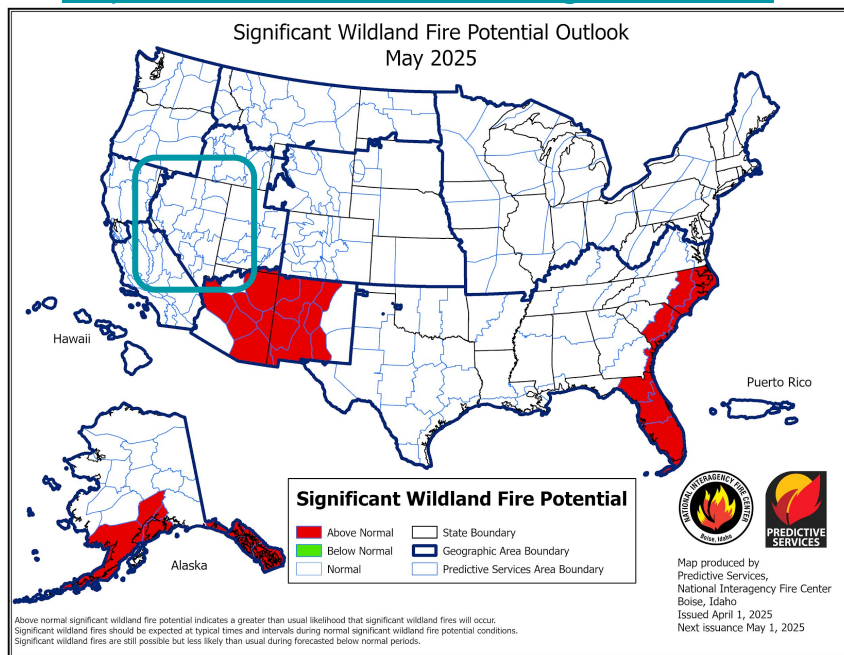 Significant Wildland Fire Potential Outlook
May 2025
Hawaii
Puerto Rico
Alaska
Significant Wildland Fire Potential
Above Normal
State Boundary
Below Normal
Geographic Area Boundary
Normal
Predictive Services Area Boundary
NATIONAL INTERAGENCY FIRE CENTER
Boise, Idaho
PREDICTIVE
SERVICES
Map produced by
Predictive Services,
National Interagency Fire Center
Boise, Idaho
Issued April 1, 2025
Next issuance May 1, 2025
Above normal significant wildland fire potential indicates a greater than usual likelihood that significant wildland fires will occur.
Significant wildland fires should be expected at typical times and intervals during normal significant wildland fire potential conditions.
Significant wildland fires are still possible but less likely than usual during forecasted below normal periods.